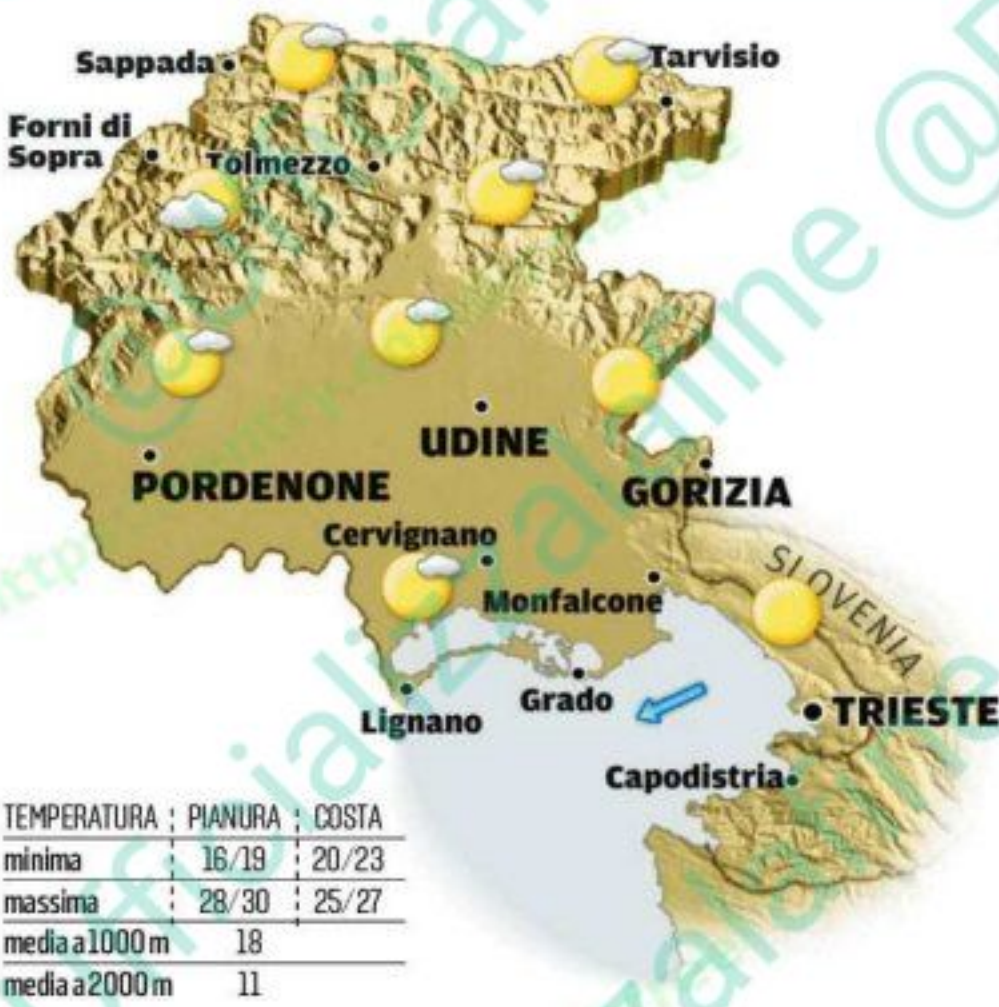 Sappada
Tarvisio
Forni di
Sopra
Tolmezzo
UDINE
PORDENONE
GORIZIA
Cervignano
SLOVENIA
Monfalcone
Grado
Lignano
TRIESTE
Capodistria
TEMPERATURA PIANURA COSTA
minima 16/19 20/23
massima 28/30 25/27
media a 1000 m 18
media a 2000 m 11